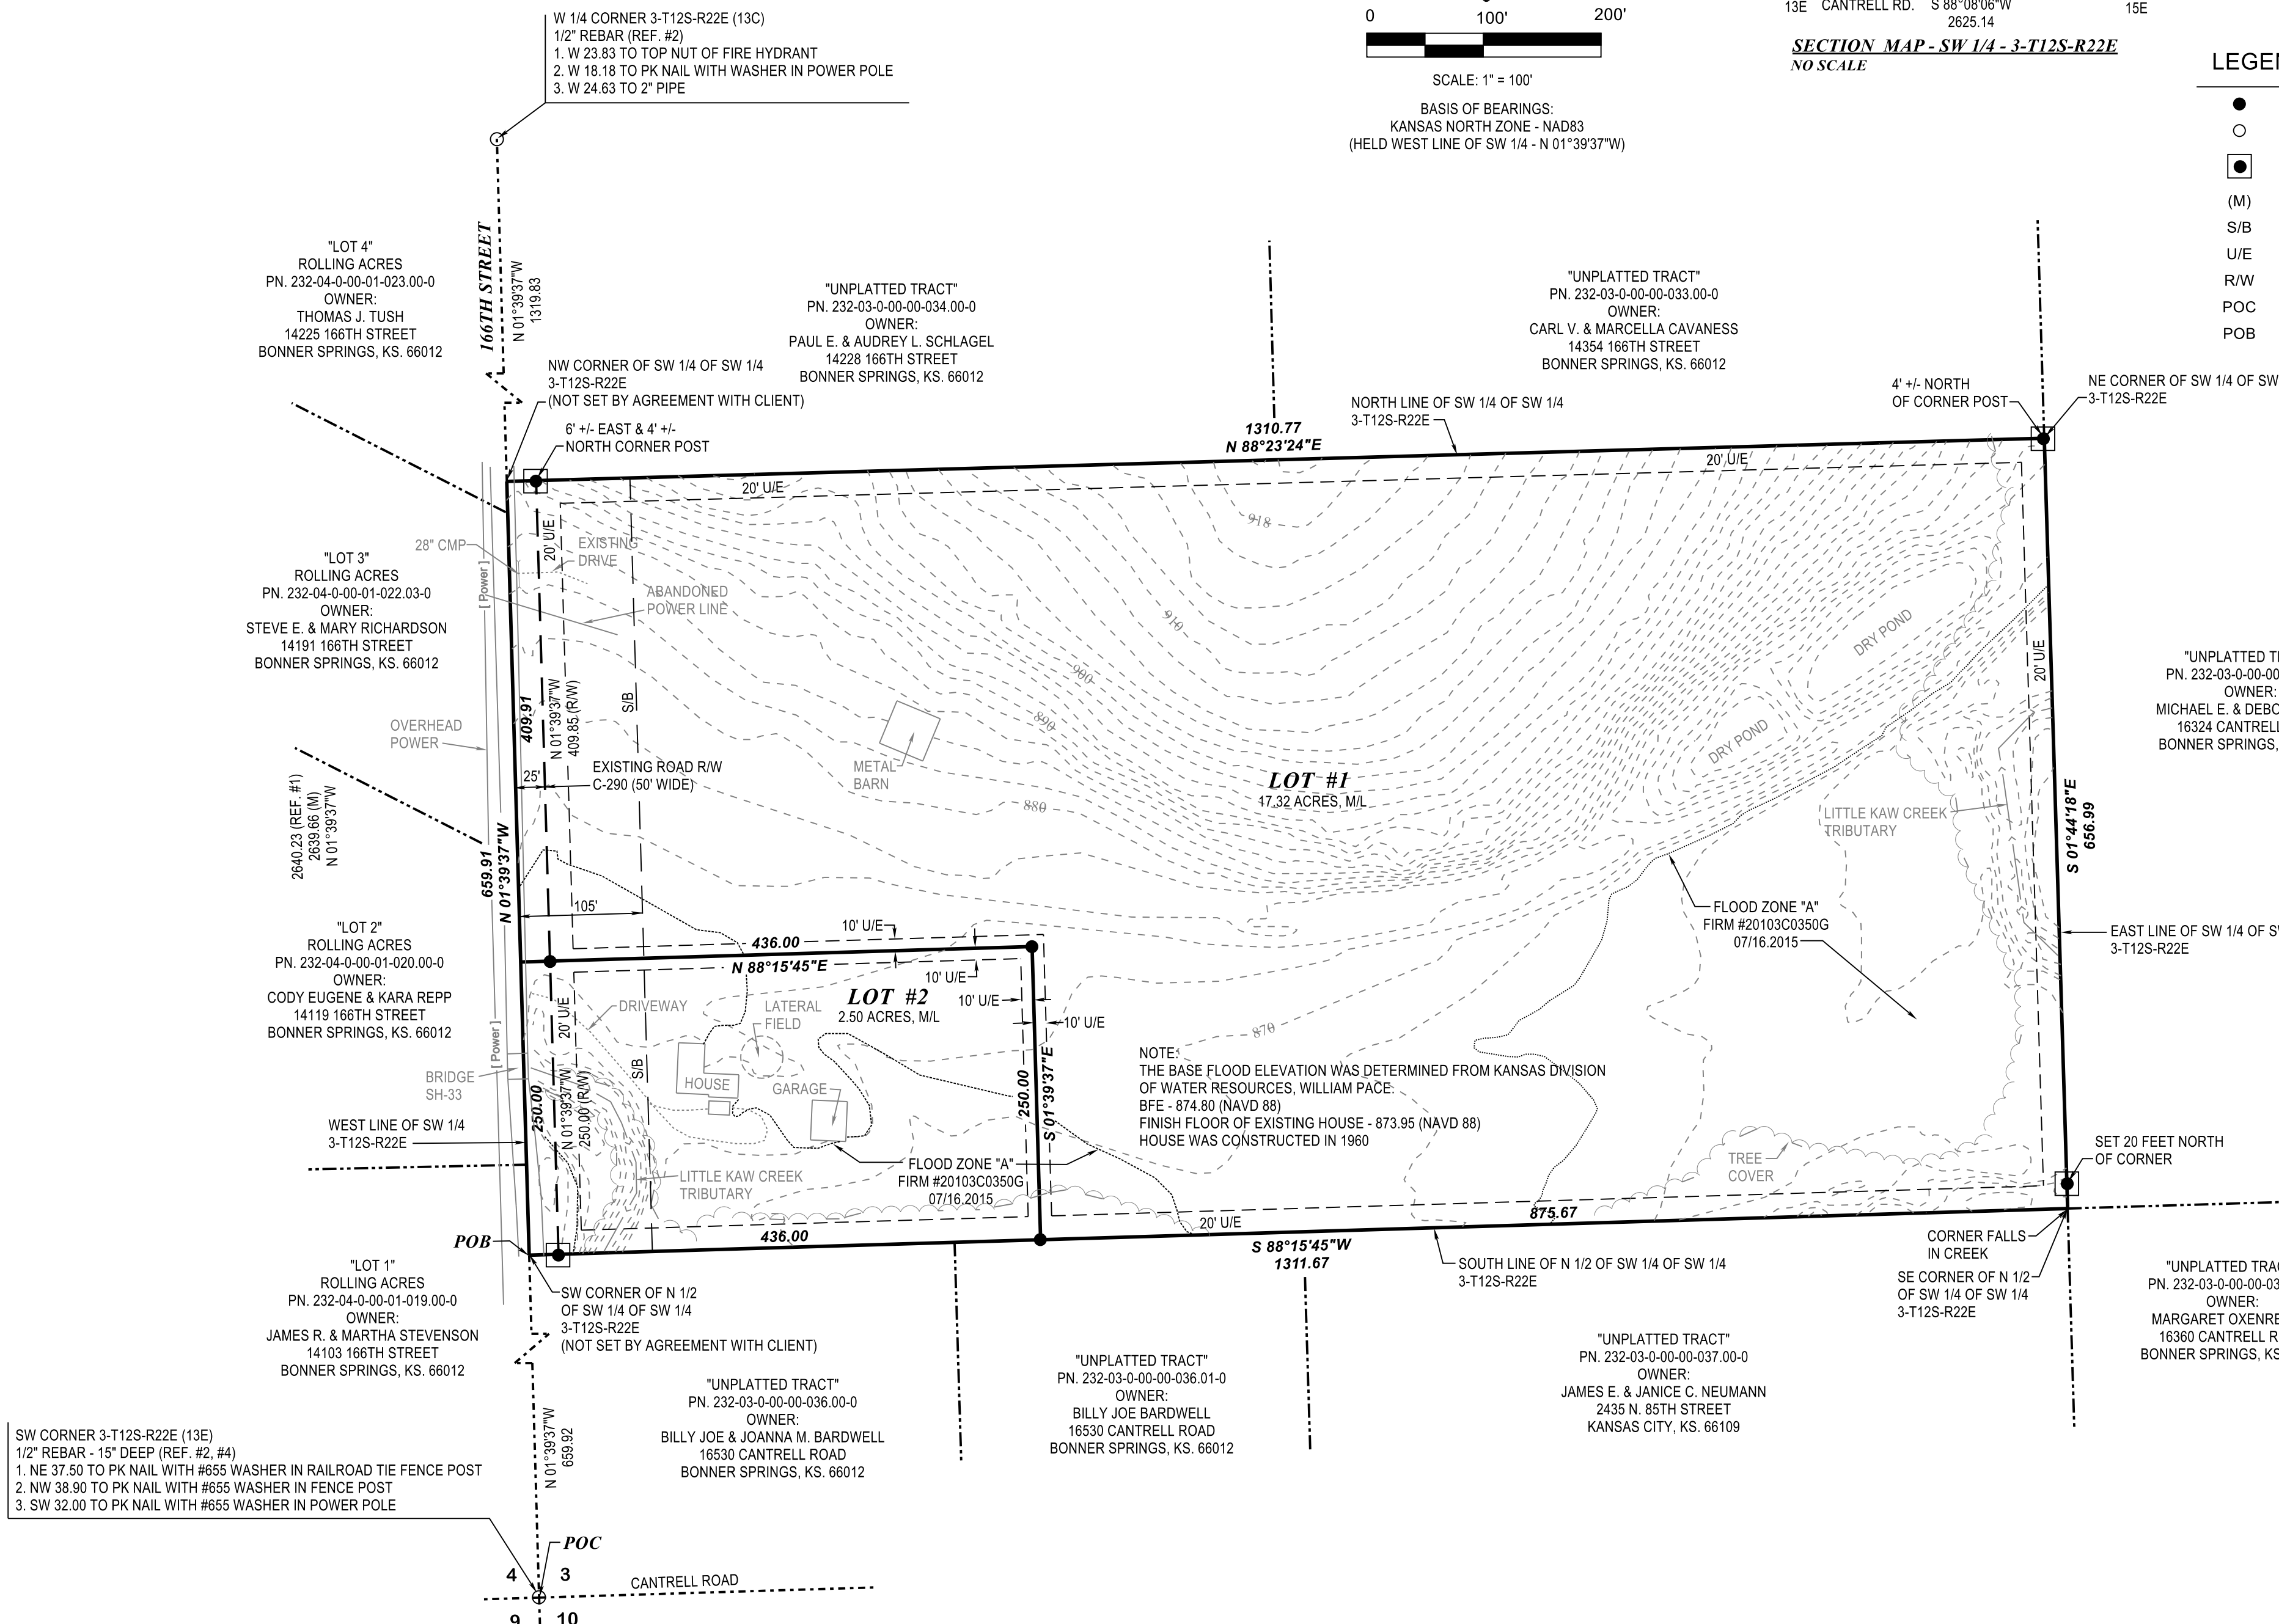 W 1/4 CORNER 3-T12S-R22E (13C)
1/2" REBAR (REF. #2)
1. W 23.83 TO TOP NUT OF FIRE HYDRANT
2. W 18.18 TO PK NAIL WITH WASHER IN POWER POLE
3. W 24.63 TO 2" PIPE
0
100'
200'
SCALE: 1" = 100'
BASIS OF BEARINGS:
KANSAS NORTH ZONE - NAD83
(HELD WEST LINE OF SW 1/4 - N 01°39'37"W)
13E CANTRELL RD. S 88°08'06"W 15E
2625.14
SECTION MAP - SW 1/4 - 3-T12S-R22E
NO SCALE
(M)
S/B
U/E
R/W
POC
POB
"LOT 4"
ROLLING ACRES
PN. 232-04-0-00-01-023.00-0
OWNER:
THOMAS J. TUSH
14225 166TH STREET
BONNER SPRINGS, KS. 66012
166TH STREET
N 01°39'37"W
1319.83
"UNPLATTED TRACT"
PN. 232-03-0-00-00-034.00-0
OWNER:
PAUL E. & AUDREY L. SCHLAGEL
14228 166TH STREET
BONNER SPRINGS, KS. 66012
"UNPLATTED TRACT"
PN. 232-03-0-00-00-033.00-0
OWNER:
CARL V. & MARCELLA CAVANESS
14354 166TH STREET
BONNER SPRINGS, KS. 66012
NW CORNER OF SW 1/4 OF SW 1/4
3-T12S-R22E
(NOT SET BY AGREEMENT WITH CLIENT)
6' +/- EAST & 4' +/-
NORTH CORNER POST
1310.77
N 88°23'24"E
NORTH LINE OF SW 1/4 OF SW 1/4
3-T12S-R22E
4' +/- NORTH
OF CORNER POST
NE CORNER OF SW 1/4 OF SW
3-T12S-R22E
20' U/E
20' U/E
918
28" CMP
20' U/E
EXISTING
DRIVE
[ Power ]
ABANDONED
POWER LINE
"LOT 3"
ROLLING ACRES
PN. 232-04-0-00-01-022.03-0
OWNER:
STEVE E. & MARY RICHARDSON
14191 166TH STREET
BONNER SPRINGS, KS. 66012
910
900
890
880
DRY POND
DRY POND
20' U/E
"UNPLATTED
PN. 232-03-0-00-00
OWNER:
MICHAEL E. &
16324 CANTRELL
BONNER SPRINGS,
OVERHEAD
POWER
409.91
N 01°39'37"W
409.85 (R/W)
S/B
25'
EXISTING ROAD R/W
C-290 (50' WIDE)
METAL
BARN
LOT #1
17.32 ACRES, M/L
LITTLE KAW CREEK
TRIBUTARY
S 01°44'18"E
656.99
2640.23 (REF. #1)
2639.66 (M)
N 01°39'37"W
659.91
N 01°39'37"W
105'
10' U/E
436.00
N 88°15'45"E
10' U/E
10' U/E
10' U/E
FLOOD ZONE "A"
FIRM #20103C0350G
07/16.2015
EAST LINE OF SW 1/4 OF
3-T12S-R22E
"LOT 2"
ROLLING ACRES
PN. 232-04-0-00-01-020.00-0
OWNER:
CODY EUGENE & KARA REPP
14119 166TH STREET
BONNER SPRINGS, KS. 66012
[ Power ]
20' U/E
DRIVEWAY
LATERAL
FIELD
LOT #2
2.50 ACRES, M/L
870
BRIDGE
SH-33
250.00
N 01°39'37"W
250.00 (R/W)
S/B
HOUSE
GARAGE
250.00
S 01°39'37"E
NOTE:
THE BASE FLOOD ELEVATION WAS DETERMINED FROM KANSAS DIVISION
OF WATER RESOURCES, WILLIAM PACE:
BFE - 874.80 (NAVD 88)
FINISH FLOOR OF EXISTING HOUSE - 873.95 (NAVD 88)
HOUSE WAS CONSTRUCTED IN 1960
WEST LINE OF SW 1/4
3-T12S-R22E
LITTLE KAW CREEK
TRIBUTARY
FLOOD ZONE "A"
FIRM #20103C0350G
07/16.2015
TREE
COVER
SET 20 FEET NORTH
OF CORNER
POB
436.00
20' U/E
875.67
S 88°15'45"W
1311.67
CORNER FALLS
IN CREEK
SE CORNER OF N 1/2
OF SW 1/4 OF SW 1/4
3-T12S-R22E
SOUTH LINE OF N 1/2 OF SW 1/4 OF SW 1/4
3-T12S-R22E
SW CORNER OF N 1/2
OF SW 1/4 OF SW 1/4
3-T12S-R22E
(NOT SET BY AGREEMENT WITH CLIENT)
"LOT 1"
ROLLING ACRES
PN. 232-04-0-00-01-019.00-0
OWNER:
JAMES R. & MARTHA STEVENSON
14103 166TH STREET
BONNER SPRINGS, KS. 66012
"UNPLATTED
PN. 232-03-0-00-00-03
OWNER:
MARGARET
16360 CANTRELL
BONNER SPRINGS,
"UNPLATTED TRACT"
PN. 232-03-0-00-00-036.00-0
OWNER:
BILLY JOE & JOANNA M. BARDWELL
16530 CANTRELL ROAD
BONNER SPRINGS, KS. 66012
"UNPLATTED TRACT"
PN. 232-03-0-00-00-036.01-0
OWNER:
BILLY JOE BARDWELL
16530 CANTRELL ROAD
BONNER SPRINGS, KS. 66012
"UNPLATTED TRACT"
PN. 232-03-0-00-00-037.00-0
OWNER:
JAMES E. & JANICE C. NEUMANN
2435 N. 85TH STREET
KANSAS CITY, KS. 66109
N 01°39'37"W
659.92
SW CORNER 3-T12S-R22E (13E)
1/2" REBAR - 15" DEEP (REF. #2, #4)
1. NE 37.50 TO PK NAIL WITH #655 WASHER IN RAILROAD TIE FENCE POST
2. NW 38.90 TO PK NAIL WITH #655 WASHER IN FENCE POST
3. SW 32.00 TO PK NAIL WITH #655 WASHER IN POWER POLE
POC
4 3
CANTRELL ROAD
9 10